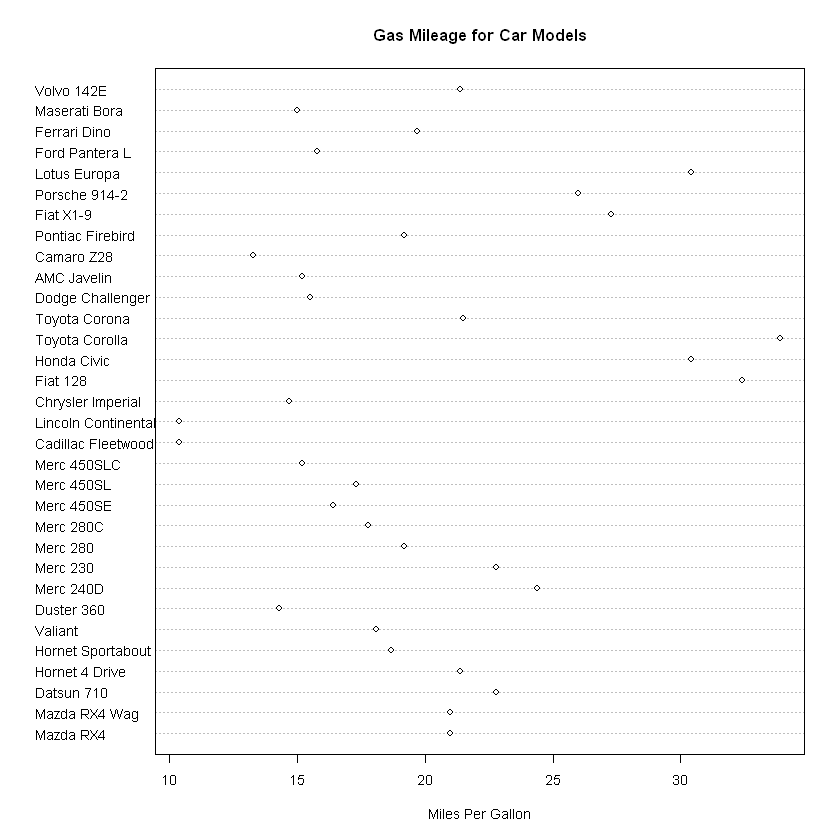 Gas Mileage for Car Models
Volvo 142E
Maserati Bora
Ferrari Dino
Ford Pantera L
Lotus Europa
Porsche 914-2
Fiat X1-9
Pontiac Firebird
Camaro Z28
AMC Javelin
Dodge Challenger
Toyota Corona
Toyota Corolla
Honda Civic
Fiat 128
Chrysler Imperial
Lincoln Continental
Cadillac Fleetwood
Merc 450SLC
Merc 450SL
Merc 450SE
Merc 280C
Merc 280
Merc 230
Merc 240D
Duster 360
Valiant
Hornet Sportabout
Hornet 4 Drive
Datsun 710
Mazda RX4 Wag
Mazda RX4
10 15 20 25 30
Miles Per Gallon